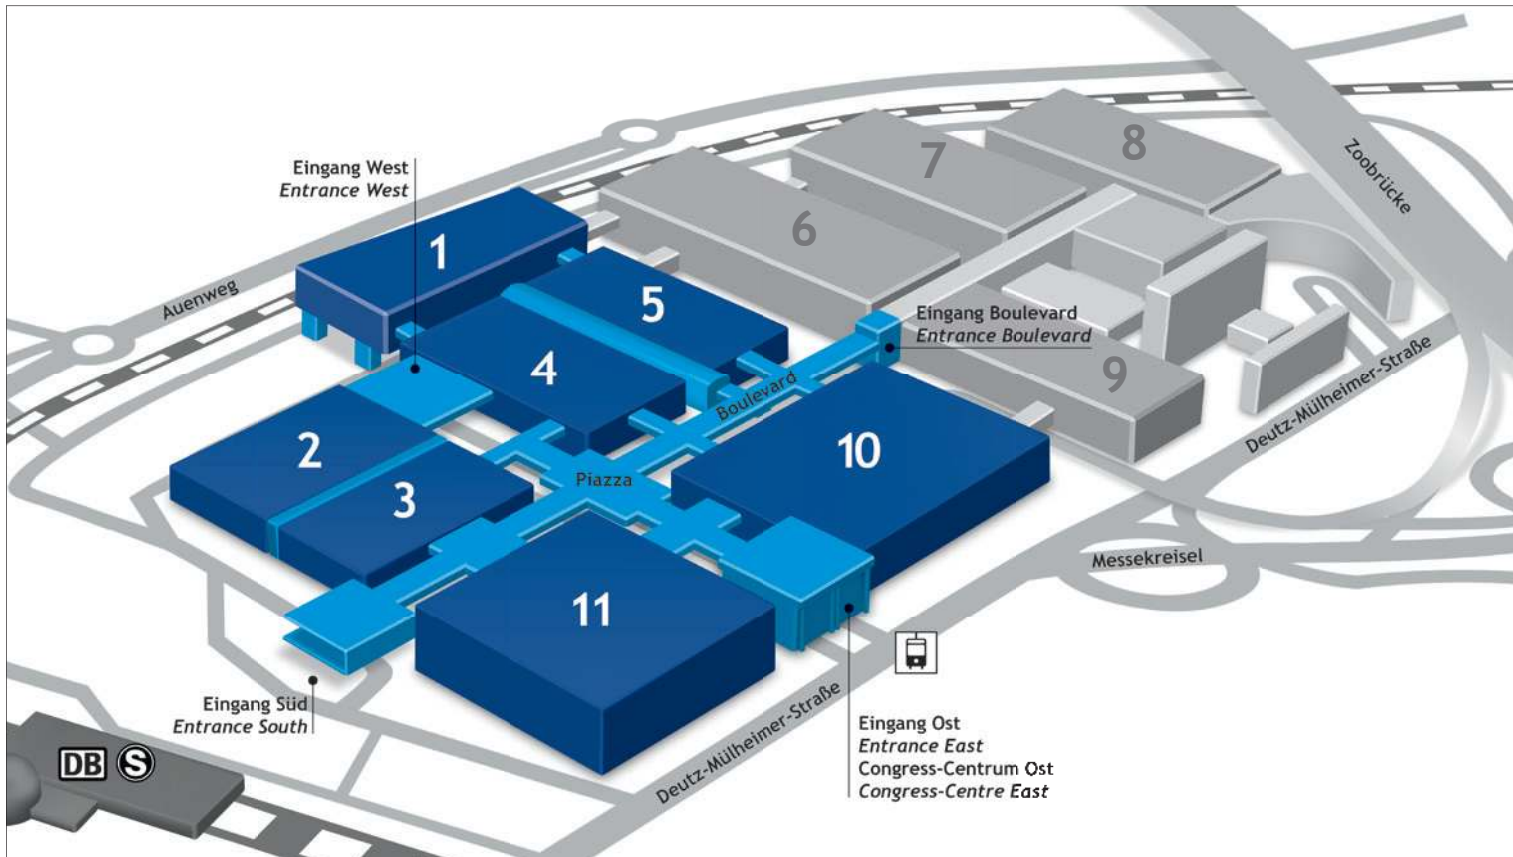 8
7
Zoobrücke
Eingang West
Entrance West
6
1
Auenweg
5
Eingang Boulevard
Entrance Boulevard
4
9
Boulevard
Deutz-Mülheimer-Straße
2
10
Piazza
3
Messekreisel
11
Eingang Süd
Entrance South
Deutz-Mülheimer-Straße
Eingang Ost
Entrance East
Congress-Centrum Ost
Congress-Centre East
DB S